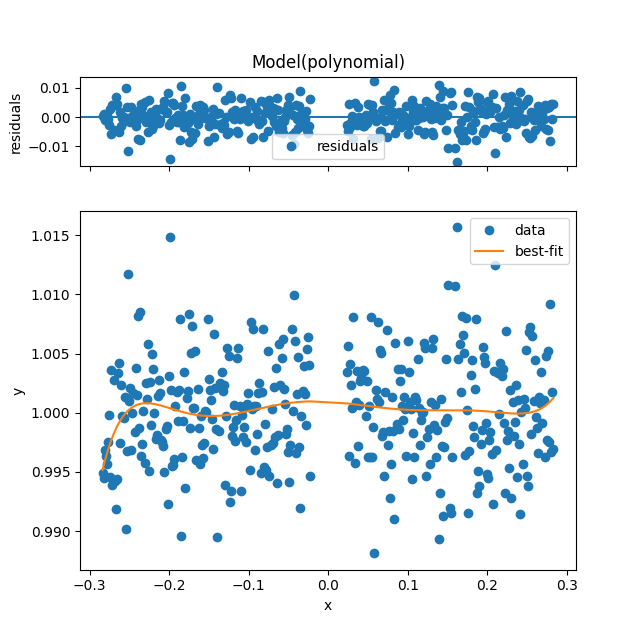 Model(polynomial)
0.01
0.00
−0.01
residuals
residuals
1.015
1.010
1.005
1.000
0.995
0.990
y
data
best-fit
−0.3 −0.2 −0.1 0.0 0.1 0.2 0.3
x